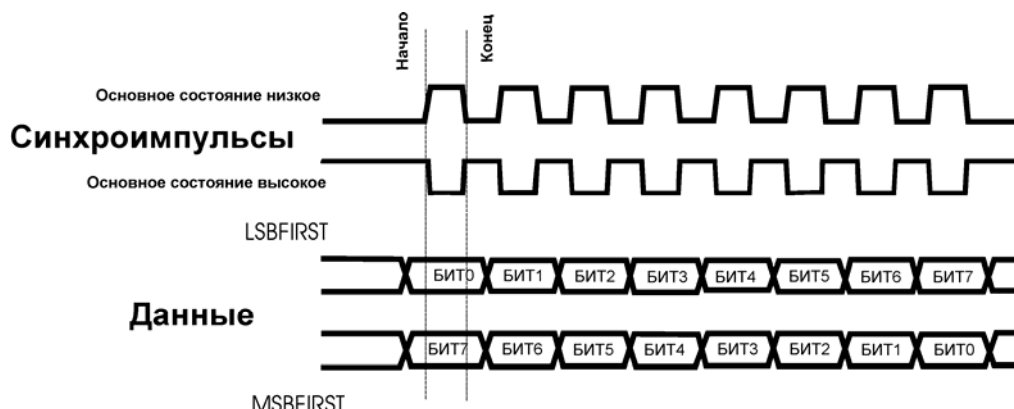 Начало
Конец
Основное состояние низкое
Синхроимпульсы
Основное состояние высокое
LSBFIRST
БИТ0 БИТ1 БИТ2 БИТ3 БИТ4 БИТ5 БИТ6 БИТ7
Данные
БИТ7 БИТ6 БИТ5 БИТ4 БИТ3 БИТ2 БИТ1 БИТ0
MSBFIRST